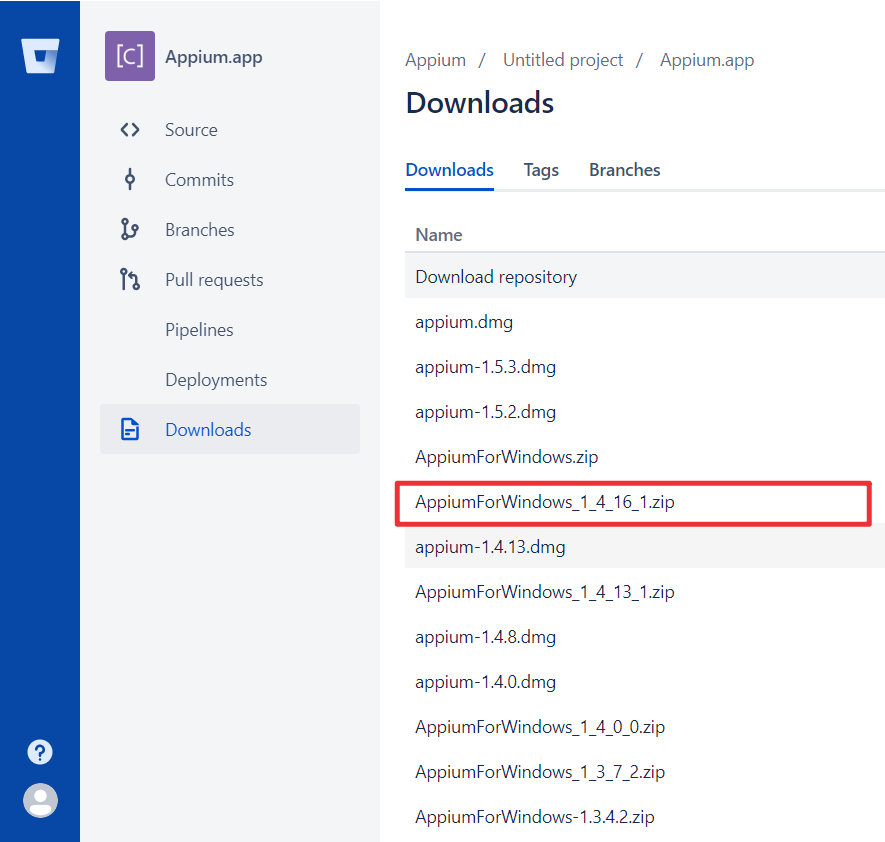 [C] Appium.app
Source
Commits
Branches
Pull requests
Pipelines
Deployments
Downloads
?
Appium / Untitled project / Appium.app
Downloads
Downloads Tags Branches
Name
Download repository
appium.dmg
appium-1.5.3.dmg
appium-1.5.2.dmg
AppiumForWindows.zip
AppiumForWindows_1_4_16_1.zip
appium-1.4.13.dmg
AppiumForWindows_1_4_13_1.zip
appium-1.4.8.dmg
appium-1.4.0.dmg
AppiumForWindows_1_4_0_0.zip
AppiumForWindows_1_3_7_2.zip
AppiumForWindows-1.3.4.2.zip